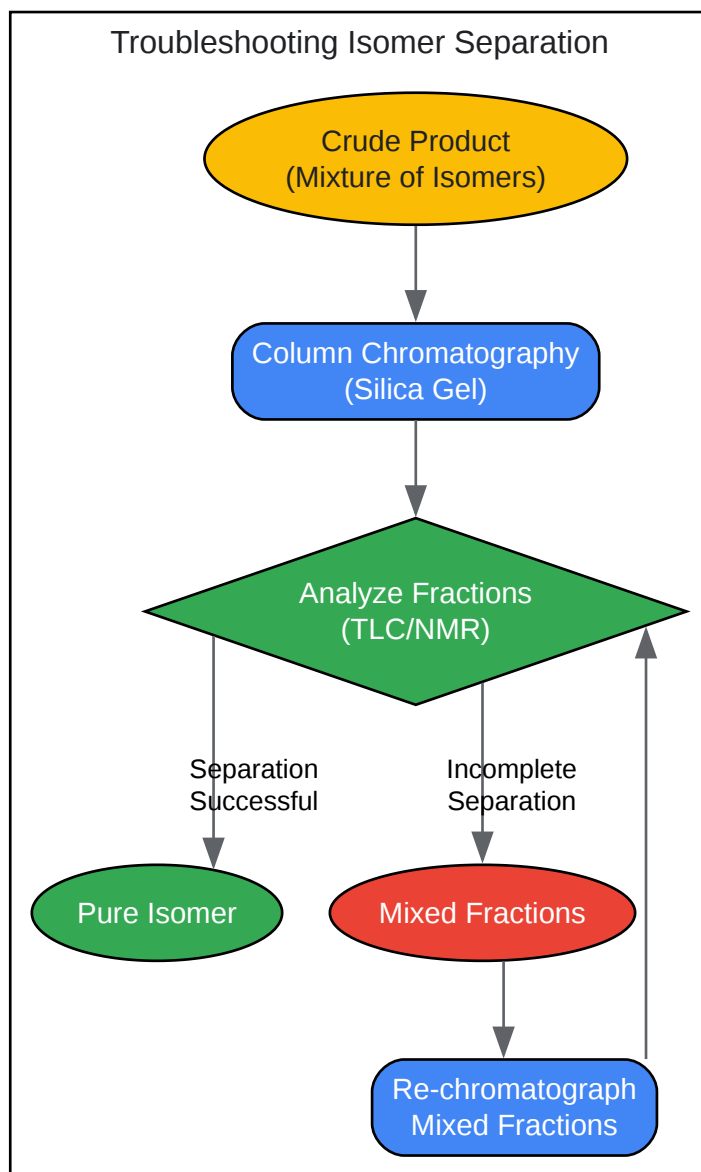 Troubleshooting Isomer Separation
Crude Product
(Mixture of Isomers)
Column Chromatography
(Silica Gel)
Analyze Fractions
(TLC/NMR)
Separation
Successful
Incomplete
Separation
Pure Isomer
Mixed Fractions
Re-chromatograph
Mixed Fractions